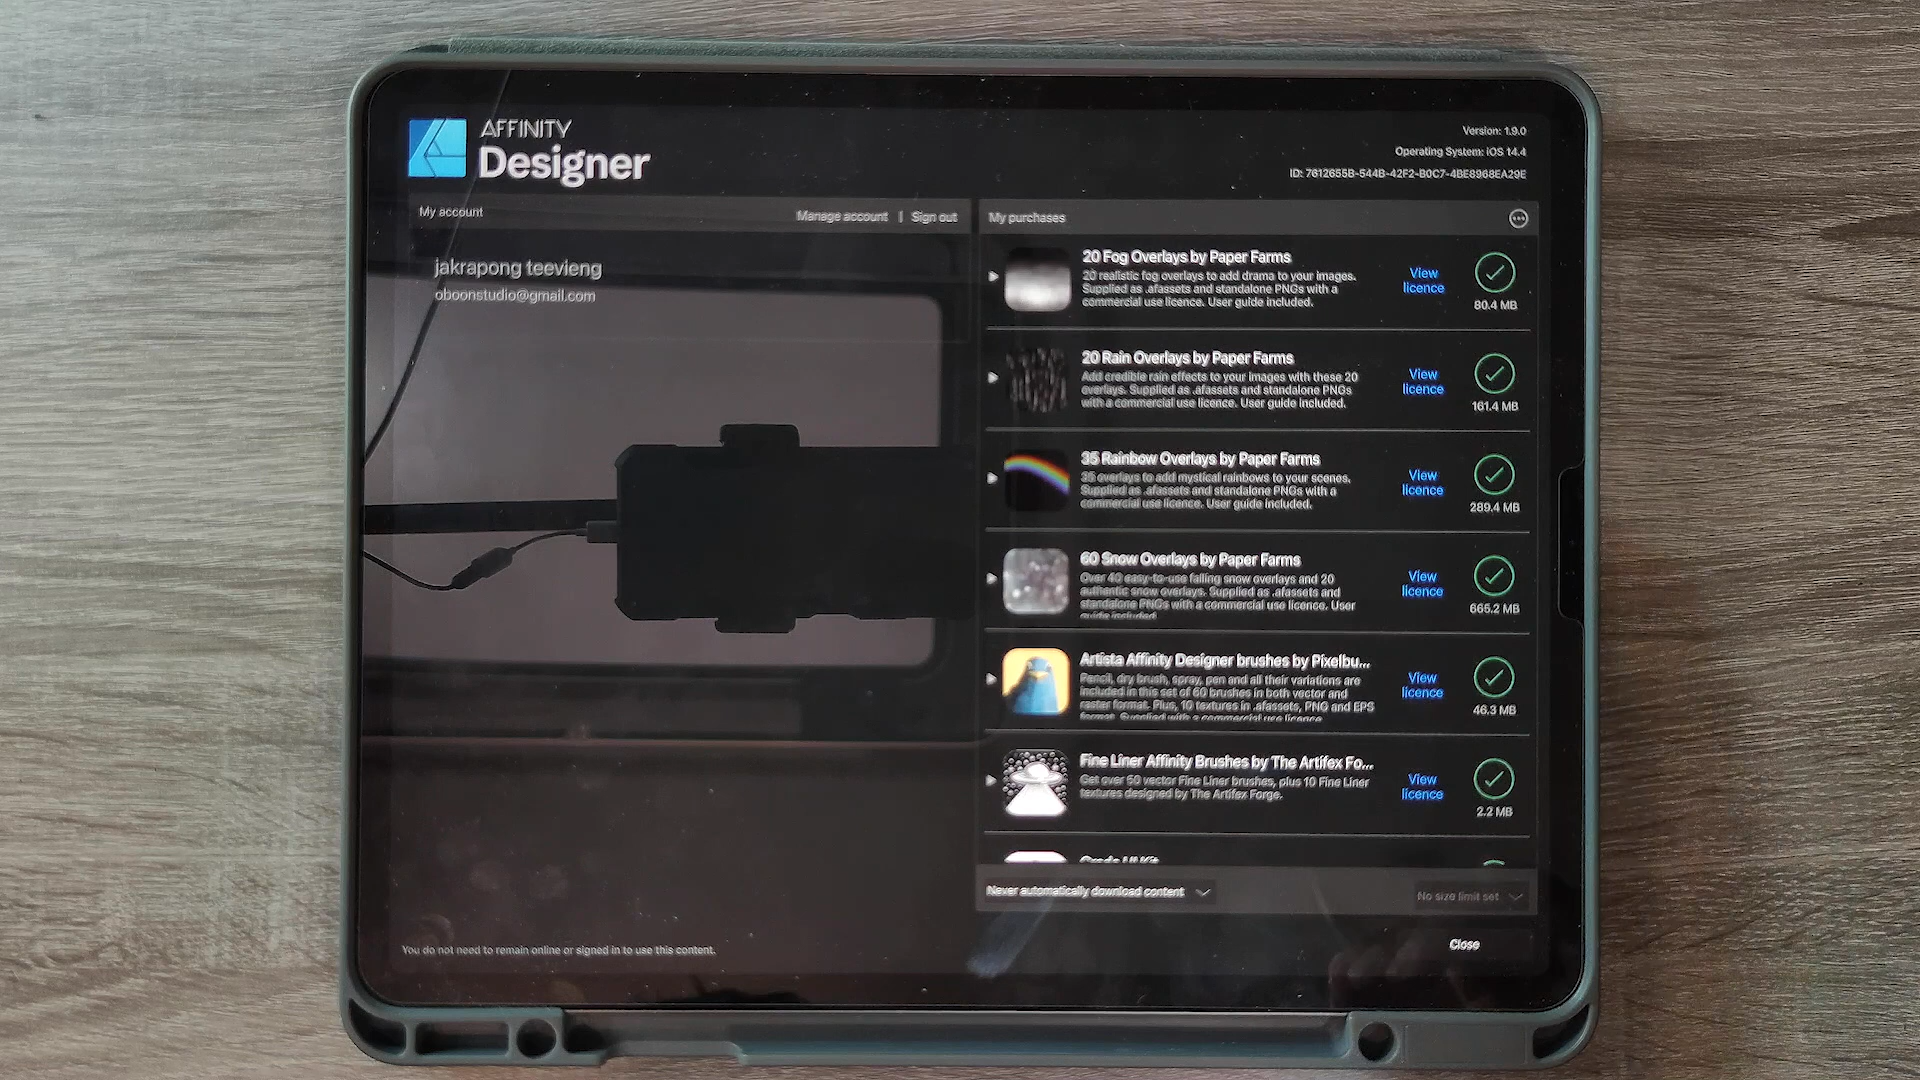 AFFINITY
Designer
Version: 1.9.0
Operating System: iOS 14.4
ID: 7612655B-544B-42F2-B0C7-4BE8968EA29E
My account
Manage account | Sign out
jakrapong teevieng
oboonstudio@gmail.com
My purchases
20 Fog Overlays by Paper Farms
20 realistic fog overlays to add drama to your images.
Supplied as .afassets and standalone PNGs with a
commercial use licence. User guide included.
View
licence
80.4 MB
20 Rain Overlays by Paper Farms
Add credible rain effects to your images with these 20
overlays. Supplied as .afassets and standalone PNGs
with a commercial use licence. User guide included.
View
licence
161.4 MB
35 Rainbow Overlays by Paper Farms
35 overlays to add mystical rainbows to your scenes.
Supplied as .afassets and standalone PNGs with a
commercial use licence. User guide included.
View
licence
289.4 MB
60 Snow Overlays by Paper Farms
Over 40 easy-to-use falling snow overlays and 20
authentic snow overlays. Supplied as .afassets and
standalone PNGs with a commercial use licence. User
guide included.
View
licence
665.2 MB
Artista Affinity Designer brushes by Pixelbu...
Pencil, dry brush, spray, pen and all their variations are
included in this set of 60 brushes in both vector and
raster format. Plus, 10 textures in .afassets, PNG and EPS
format. Supplied with a commercial use licence.
View
licence
46.3 MB
Fine Liner Affinity Brushes by The Artifex Fo...
Get over 50 vector Fine Liner brushes, plus 10 Fine Liner
textures designed by The Artifex Forge.
View
licence
2.2 MB
Grade UI Kit
Never automatically download content
No size limit set
You do not need to remain online or signed in to use this content.
Close